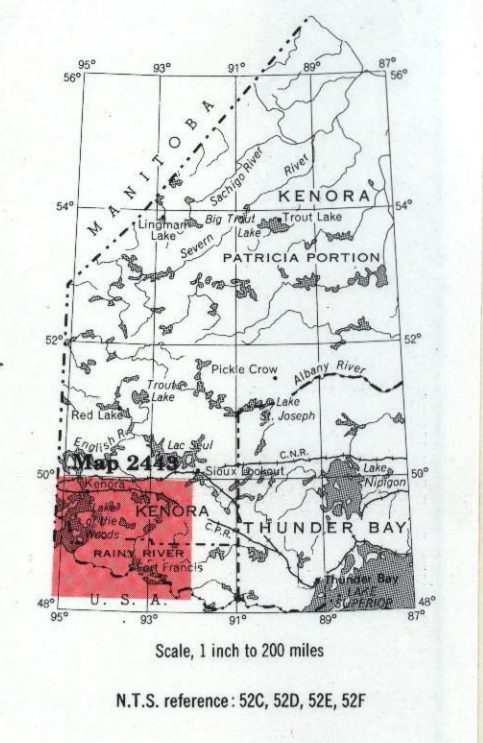 95° 93° 91° 89° 87°
56° 56°
MANITOBA
Sachigo River
River
KENORA
54° 54°
Lingman Lake
Big Trout Lake
Trout Lake
Severn
PATRICIA PORTION
52° 52°
Pickle Crow
Albany River
Trout Lake
Lake St. Joseph
Red Lake
English R.
Lac Seul
C.N.R.
Map 2443
Sioux Lookout
Lake Nipigon
50° 50°
Kenora
Lake of the Woods
KENORA
C.P.R.
THUNDER BAY
RAINY RIVER
Fort Francis
Thunder Bay
LAKE SUPERIOR
U. S. A.
48° 48°
95° 93° 91° 89° 87°
Scale, 1 inch to 200 miles
N.T.S. reference: 52C, 52D, 52E, 52F